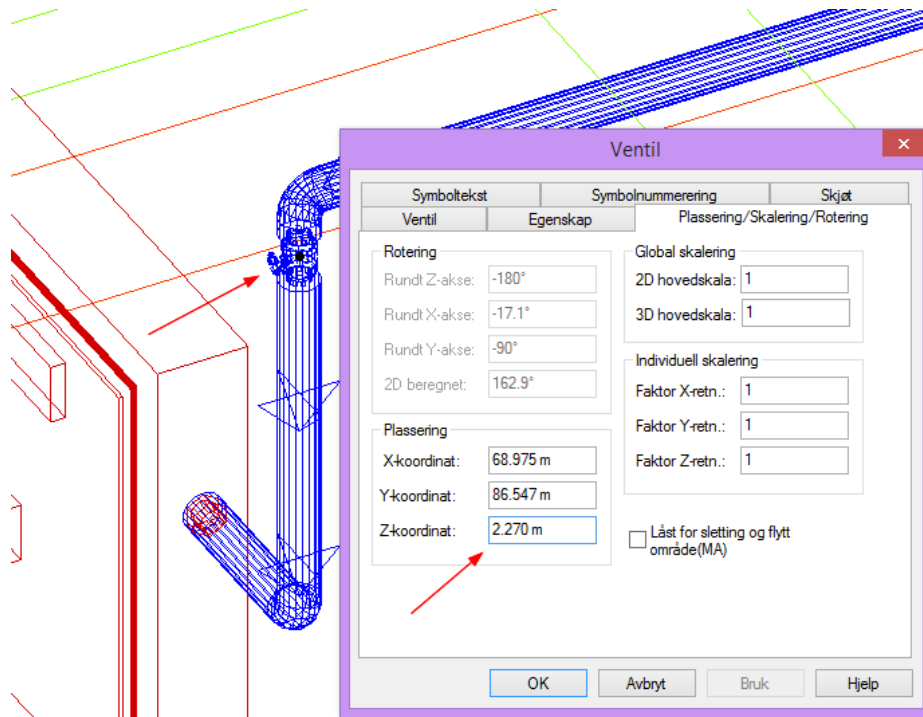 Ventil
Symboltekst
Symbolnummerering
Skjøt
Ventil
Egenskap
Plassering/Skalering/Rotering
Rotering
Rundt Z-akse: -180°
Rundt X-akse: -17.1°
Rundt Y-akse: -90°
2D beregnet: 162.9°
Plassering
X-koordinat: 68.975 m
Y-koordinat: 86.547 m
Z-koordinat: 2.270 m
Global skalering
2D hovedskala: 1
3D hovedskala: 1
Individuell skalering
Faktor X-retn.: 1
Faktor Y-retn.: 1
Faktor Z-retn.: 1
Låst for sletting og flytt
område(MA)
OK
Avbryt
Bruk
Hjelp